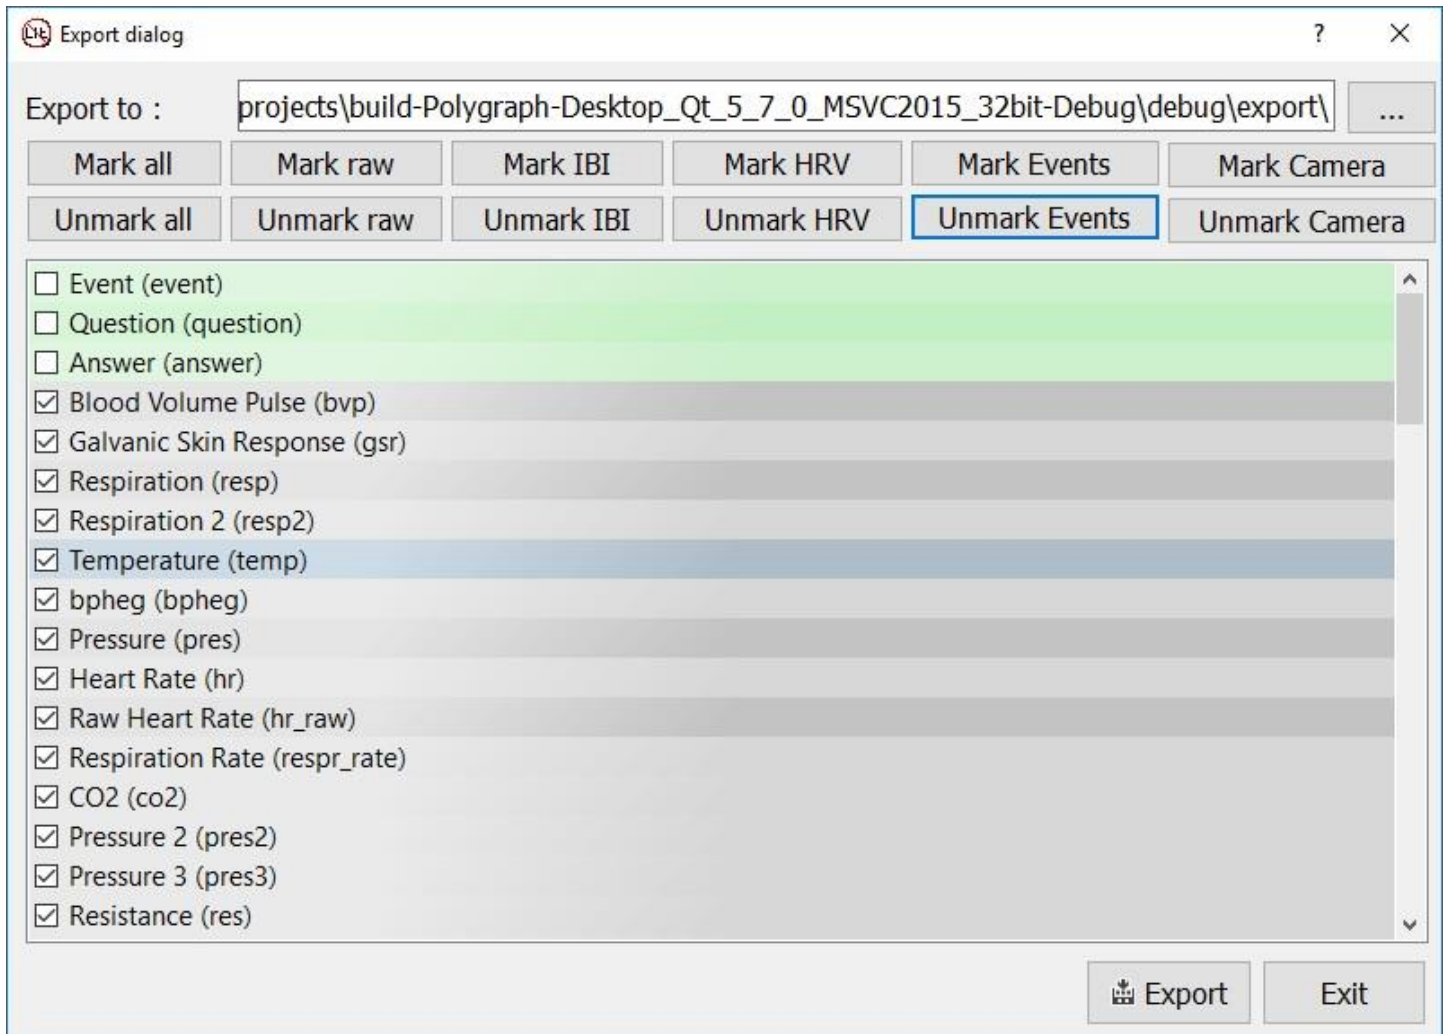 Export dialog ?
Export to : projects\build-Polygraph-Desktop_Qt_5_7_0_MSVC2015_32bit-Debug\debug\export\ ...
Mark all Mark raw Mark IBI Mark HRV Mark Events Mark Camera
Unmark all Unmark raw Unmark IBI Unmark HRV Unmark Events Unmark Camera
Event (event)
Question (question)
Answer (answer)
Blood Volume Pulse (bvp)
Galvanic Skin Response (gsr)
Respiration (resp)
Respiration 2 (resp2)
Temperature (temp)
bpheg (bpheg)
Pressure (pres)
Heart Rate (hr)
Raw Heart Rate (hr_raw)
Respiration Rate (respr_rate)
CO2 (co2)
Pressure 2 (pres2)
Pressure 3 (pres3)
Resistance (res)
Export Exit